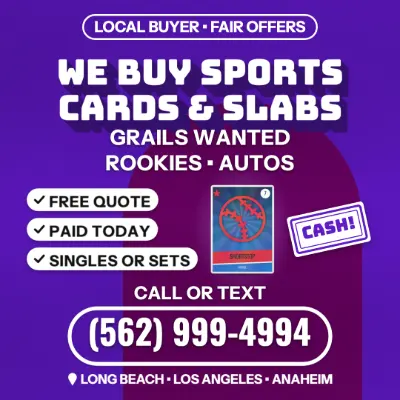 LOCAL BUYER ▪ FAIR OFFERS
WE BUY SPORTS
CARDS & SLABS
GRAILS WANTED
ROOKIES ▪ AUTOS
FREE QUOTE
PAID TODAY
SINGLES OR SETS
CASH!
CALL OR TEXT
(562) 999-4994
LONG BEACH ▪ LOS ANGELES ▪ ANAHEIM